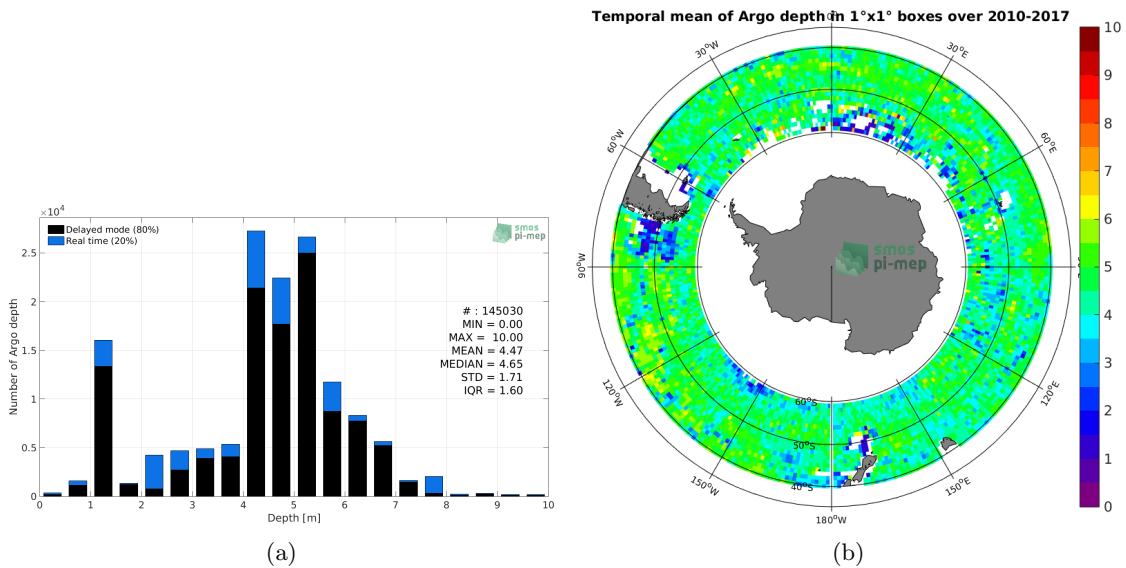 ×10⁴
Delayed mode (80%)
Real time (20%)
smos
pi-mep
# : 145030
MIN = 0.00
MAX = 10.00
MEAN = 4.47
MEDIAN = 4.65
STD = 1.71
IQR = 1.60
Number of Argo depth
2.5
2
1.5
1
0.5
0
0 1 2 3 4 5 6 7 8 9 10
Depth [m]
(a)
Temporal mean of Argo depth in 1°x1° boxes over 2010-2017
30°W
30°E
60°W
60°E
90°W
120°W
120°E
150°W
150°E
180°W
60°S
50°S
40°S
smos
pi-mep
10
9
8
7
6
5
4
3
2
1
0
(b)